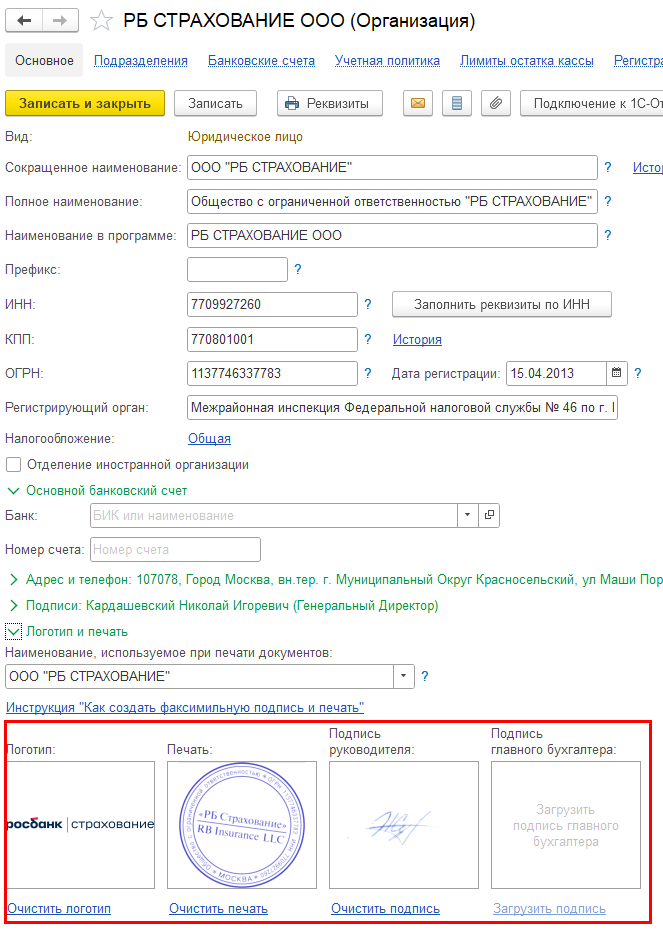 РБ СТРАХОВАНИЕ ООО (Организация)
Основное Подразделения Банковские счета Учетная политика Лимиты остатка кассы Регистра
Записать и закрыть Записать Реквизиты Подключение к 1С-От
Вид: Юридическое лицо
Сокращенное наименование: ООО "РБ СТРАХОВАНИЕ" ? Истор
Полное наименование: Общество с ограниченной ответственностью "РБ СТРАХОВАНИЕ" ?
Наименование в программе: РБ СТРАХОВАНИЕ ООО ?
Префикс: ?
ИНН: 7709927260 ? Заполнить реквизиты по ИНН
КПП: 770801001 ? История
ОГРН: 1137746337783 ? Дата регистрации: 15.04.2013 ?
Регистрирующий орган: Межрайонная инспекция Федеральной налоговой службы № 46 по г. 
Налогообложение: Общая
Отделение иностранной организации
Основной банковский счет
Банк: БИК или наименование
Номер счета: Номер счета
Адрес и телефон: 107078, Город Москва, вн.тер. г. Муниципальный Округ Красносельский, ул Маши Пор
Подписи: Кардашевский Николай Игоревич (Генеральный Директор)
Логотип и печать
Наименование, используемое при печати документов:
ООО "РБ СТРАХОВАНИЕ" ?
Инструкция "Как создать факсимильную подпись и печать"
Логотип: Печать: Подпись руководителя: Подпись главного бухгалтера:
росбанк | страхование
«РБ Страхование»
RB Insurance LLC
МОСКВА
Загрузить
подпись главного
бухгалтера
Очистить логотип Очистить печать Очистить подпись Загрузить подпись